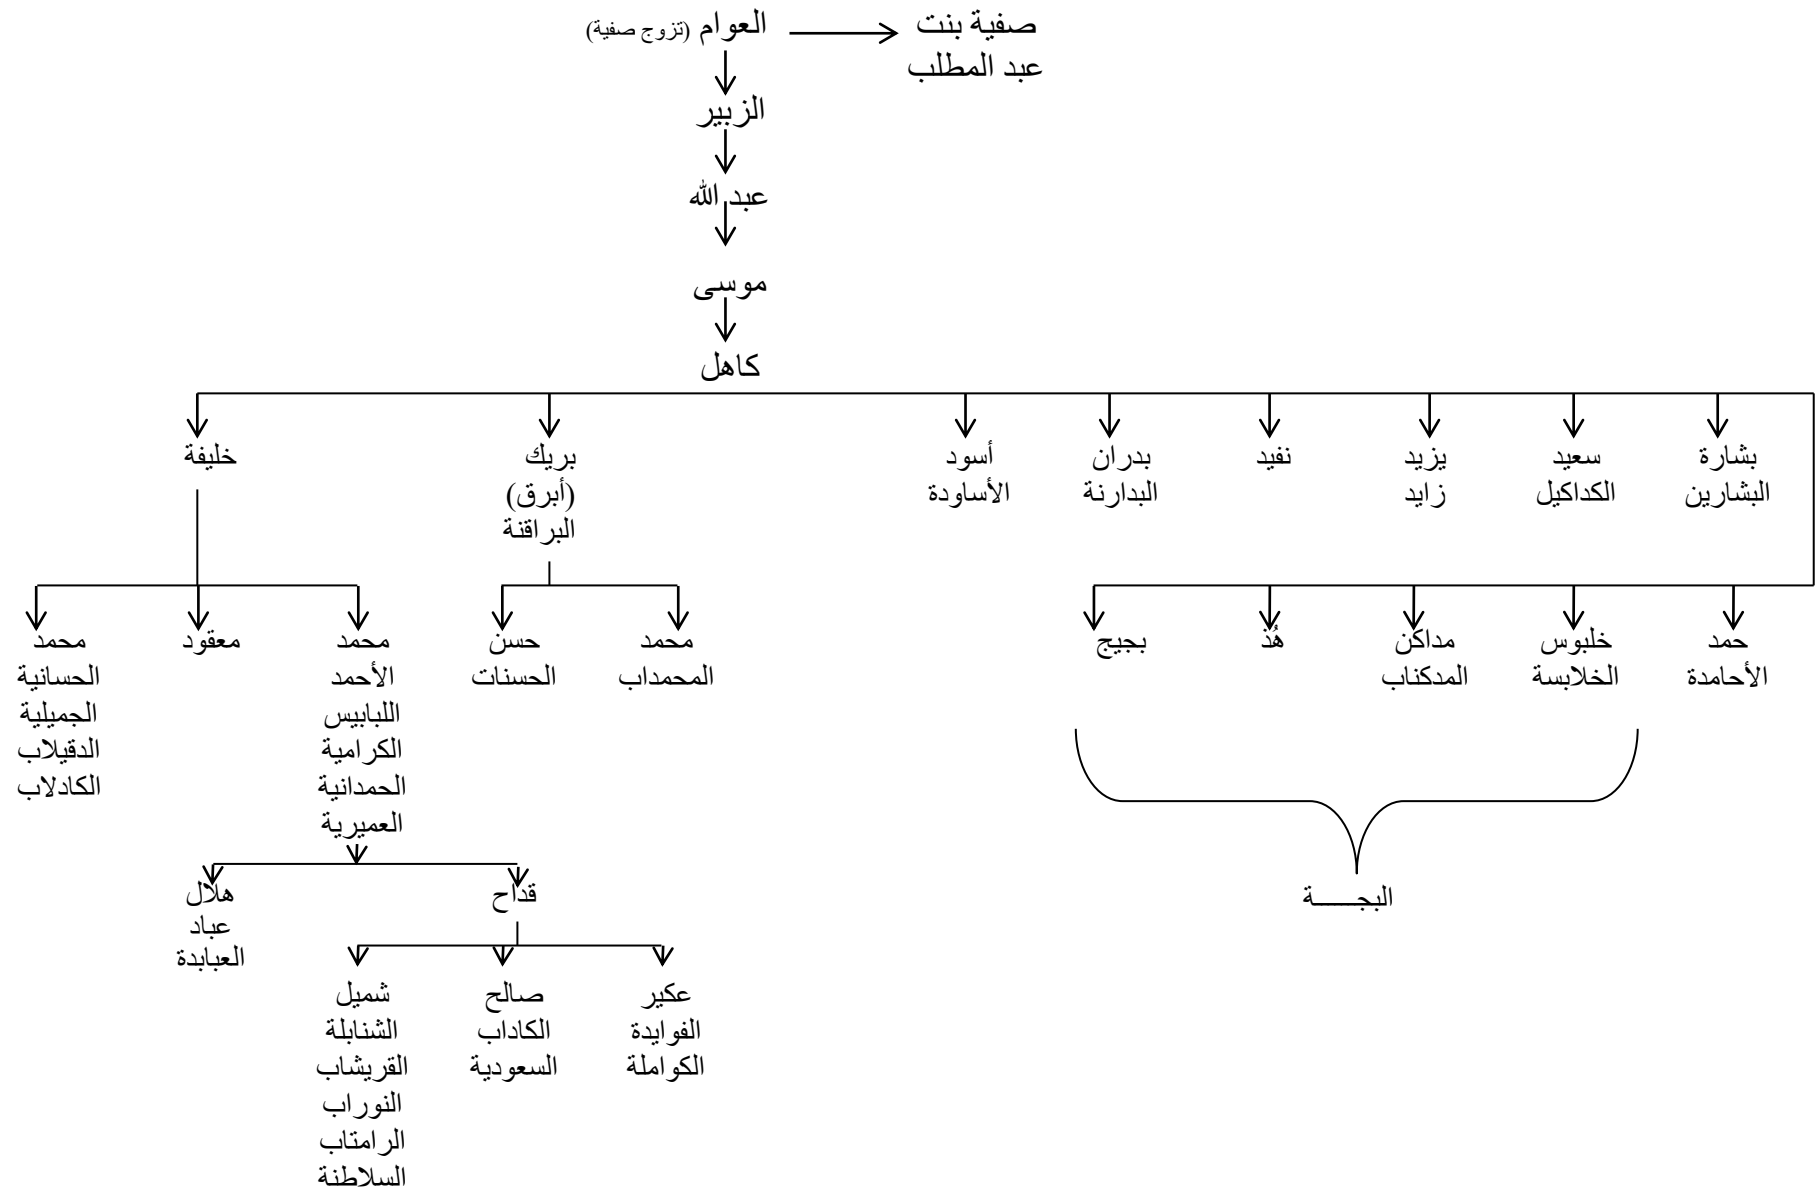 العوام (تزوج صفية)
صفية بنت
عبد المطلب
الزبير
عبد الله
موسى
كاهل
بشارة
البشارين
سعيد
الكداكيل
يزيد
زايد
نفيد
بدران
البدارنة
أسود
الأساودة
بريك
(أبرق)
البراقنة
خليفة
حمد
الأحامدة
خلبوس
الخلابسة
مداكن
المدكناب
هُذ
بجيج
محمد
المحمداب
حسن
الحسنات
محمد
الأحمد
اللبابيس
الكرامية
الحمدانية
العميرية
معقود
محمد
الحسانية
الجميلية
الدقيلاب
الكادلاب
البجــــــة
قداح
هلال
عباد
العبابدة
عكير
الفوايدة
الكواملة
صالح
الكاداب
السعودية
شميل
الشنابلة
القريشاب
النوراب
الرامتاب
السلاطنة